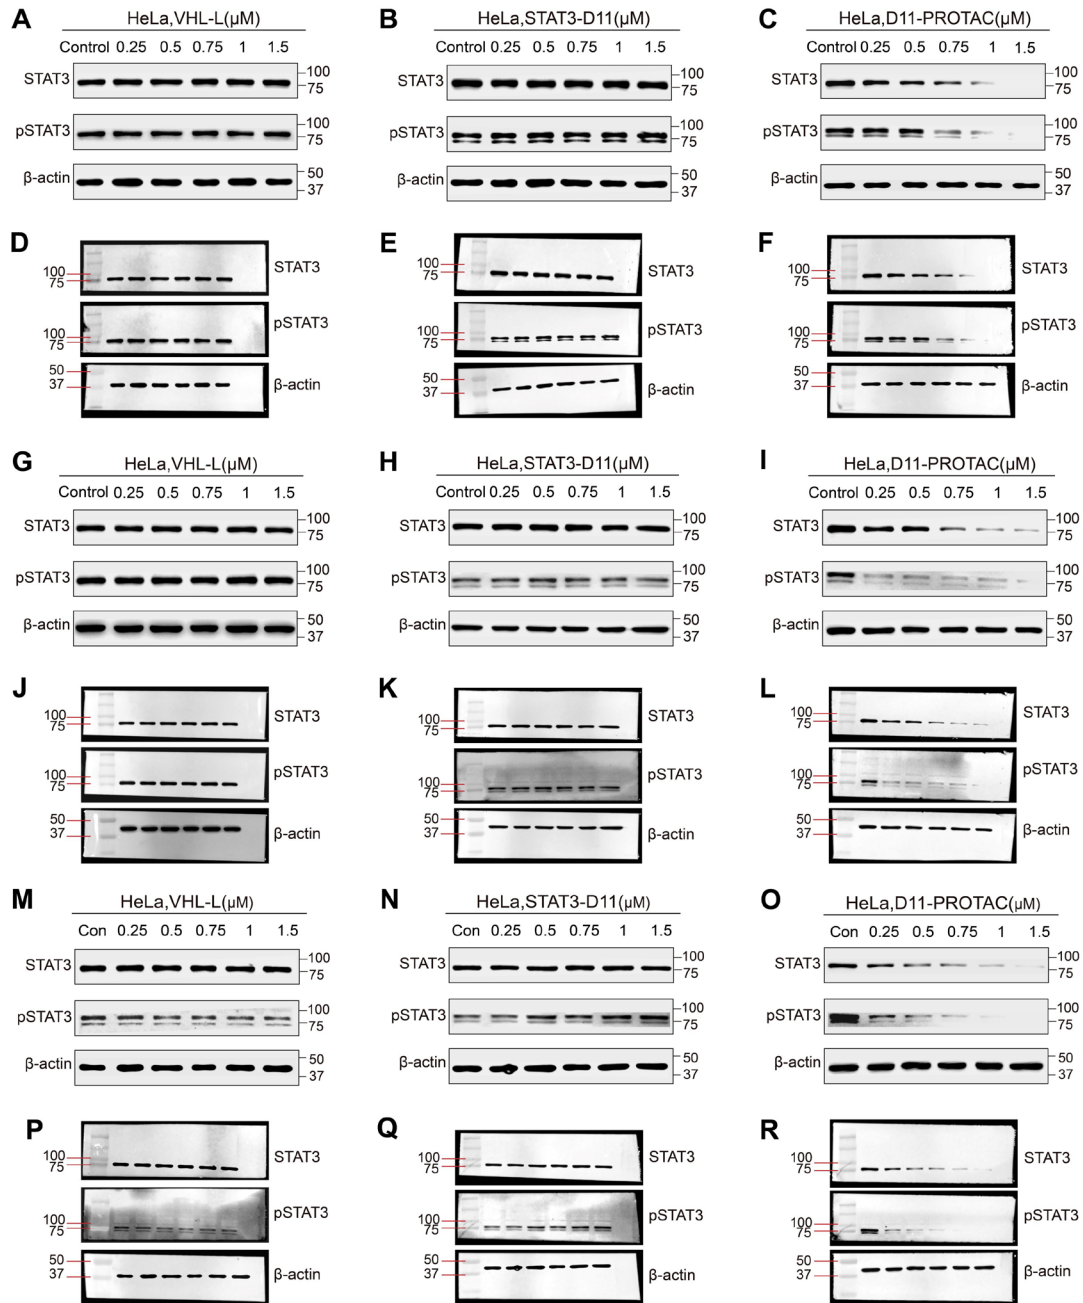 A HeLa,VHL-L(μM)
Control 0.25 0.5 0.75 1 1.5
STAT3 100 75
pSTAT3 100 75
β-actin 50 37
B HeLa,STAT3-D11(μM)
Control 0.25 0.5 0.75 1 1.5
STAT3 100 75
pSTAT3 100 75
β-actin 50 37
C HeLa,D11-PROTAC(μM)
Control 0.25 0.5 0.75 1 1.5
STAT3 100 75
pSTAT3 100 75
β-actin 50 37
D
100 75 STAT3
100 75 pSTAT3
50 37 β-actin
E
100 75 STAT3
100 75 pSTAT3
50 37 β-actin
F
100 75 STAT3
100 75 pSTAT3
50 37 β-actin
G HeLa,VHL-L(μM)
Control 0.25 0.5 0.75 1 1.5
STAT3 100 75
pSTAT3 100 75
β-actin 50 37
H HeLa,STAT3-D11(μM)
Control 0.25 0.5 0.75 1 1.5
STAT3 100 75
pSTAT3 100 75
β-actin 50 37
I HeLa,D11-PROTAC(μM)
Control 0.25 0.5 0.75 1 1.5
STAT3 100 75
pSTAT3 100 75
β-actin 50 37
J
100 75 STAT3
100 75 pSTAT3
50 37 β-actin
K
100 75 STAT3
100 75 pSTAT3
50 37 β-actin
L
100 75 STAT3
100 75 pSTAT3
50 37 β-actin
M HeLa,VHL-L(μM)
Con 0.25 0.5 0.75 1 1.5
STAT3 100 75
pSTAT3 100 75
β-actin 50 37
N HeLa,STAT3-D11(μM)
Con 0.25 0.5 0.75 1 1.5
STAT3 100 75
pSTAT3 100 75
β-actin 50 37
O HeLa,D11-PROTAC(μM)
Con 0.25 0.5 0.75 1 1.5
STAT3 100 75
pSTAT3 100 75
β-actin 50 37
P
100 75 STAT3
100 75 pSTAT3
50 37 β-actin
Q
100 75 STAT3
100 75 pSTAT3
50 37 β-actin
R
100 75 STAT3
100 75 pSTAT3
50 37 β-actin